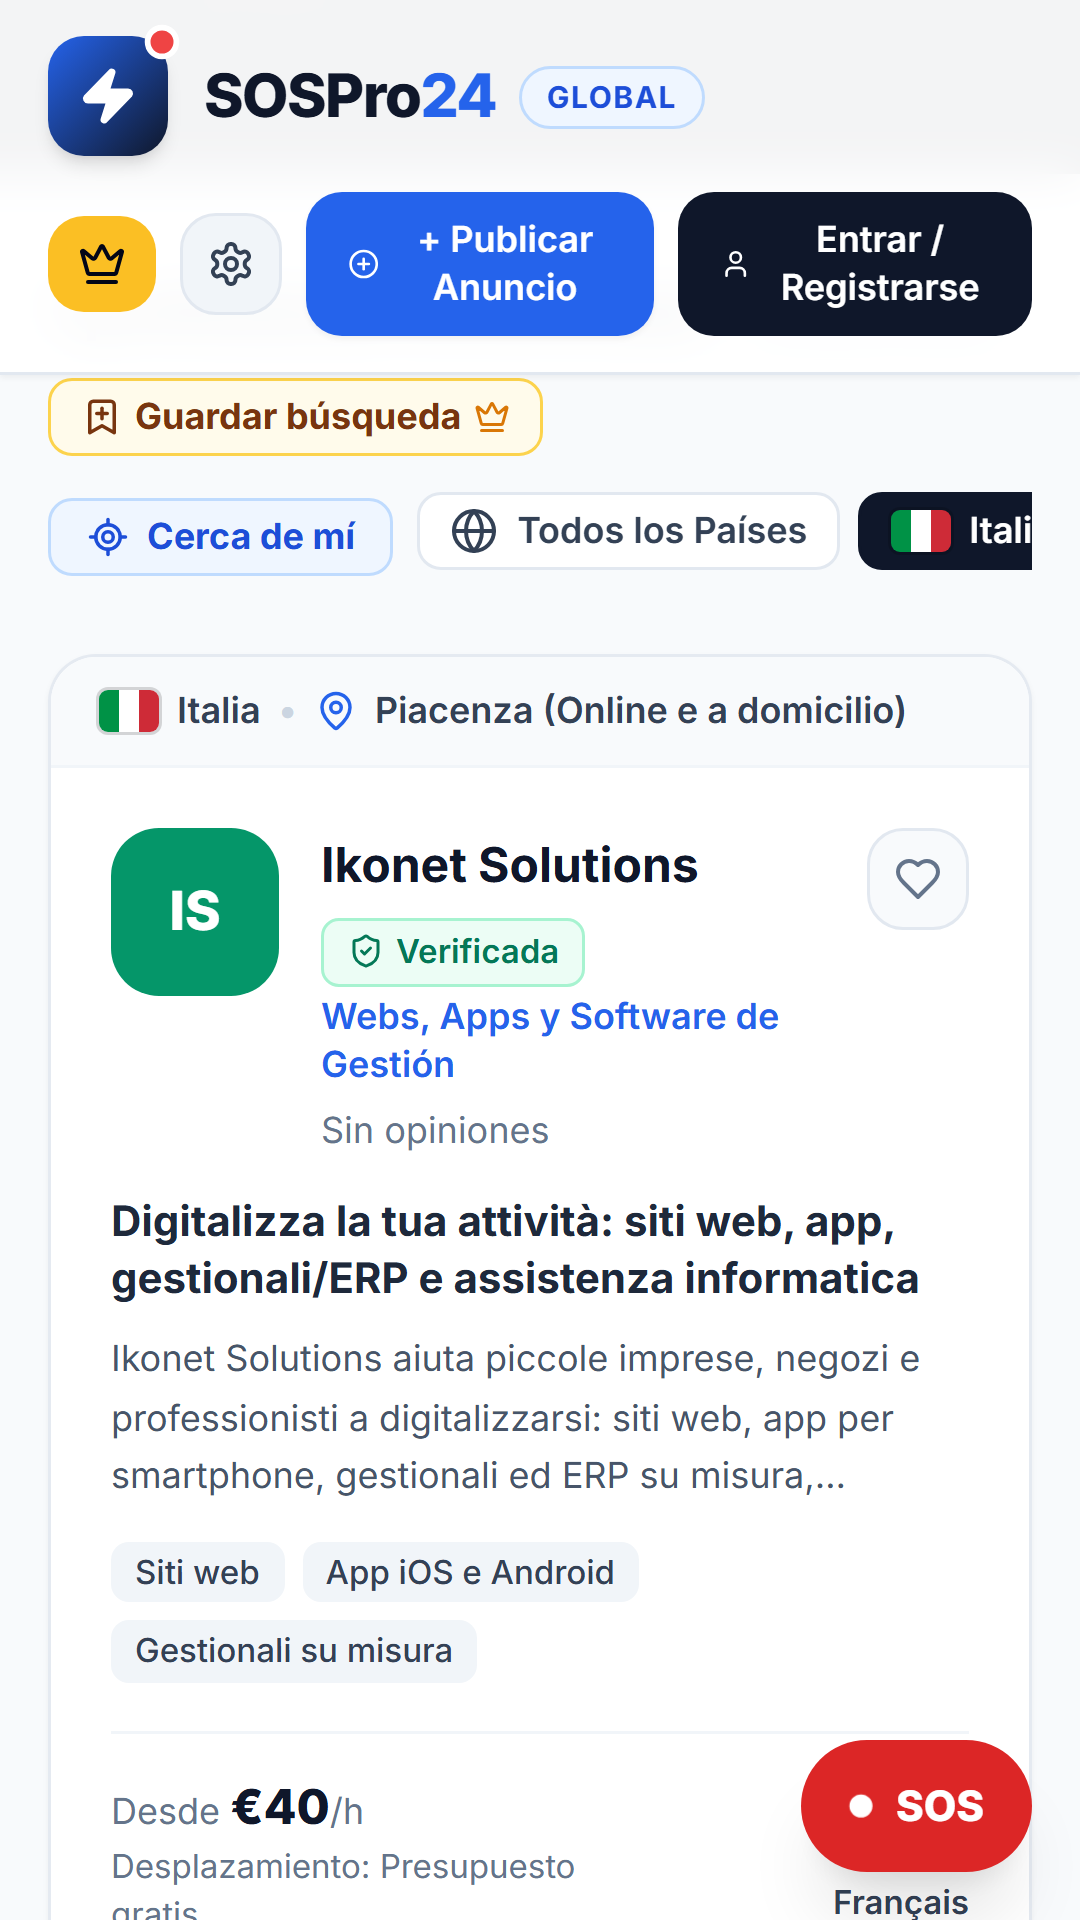 SOSPro24 GLOBAL
+ Publicar
Anuncio
Entrar /
Registrarse
Guardar búsqueda
Cerca de mí
Todos los Países
Itali
Italia • Piacenza (Online e a domicilio)
IS
Ikonet Solutions
Verificada
Webs, Apps y Software de
Gestión
Sin opiniones
Digitalizza la tua attività: siti web, app,
gestionali/ERP e assistenza informatica
Ikonet Solutions aiuta piccole imprese, negozi e
professionisti a digitalizzarsi: siti web, app per
smartphone, gestionali ed ERP su misura,...
Siti web
App iOS e Android
Gestionali su misura
Desde €40/h
SOS
Desplazamiento: Presupuesto
gratis
Français